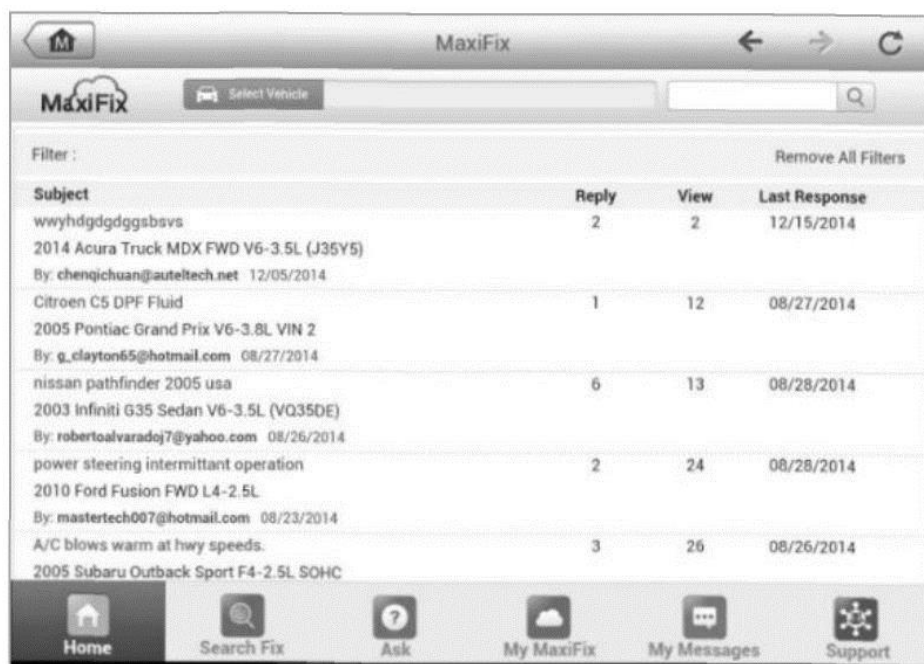 M
MaxiFix
MaxiFix
Select Vehicle
Filter :
Remove All Filters
Subject Reply View Last Response
wwyhdgdgdggsbsvs 2 2 12/15/2014
2014 Acura Truck MDX FWD V6-3.5L (J35Y5)
By: chenqichuan@auteltech.net 12/05/2014
Citroen C5 DPF Fluid 1 12 08/27/2014
2005 Pontiac Grand Prix V6-3.8L VIN 2
By: g_clayton65@hotmail.com 08/27/2014
nissan pathfinder 2005 usa 6 13 08/28/2014
2003 Infiniti G35 Sedan V6-3.5L (VQ35DE)
By: robertoalvaradoj7@yahoo.com 08/26/2014
power steering intermittant operation 2 24 08/28/2014
2010 Ford Fusion FWD L4-2.5L
By: mastertech007@hotmail.com 08/23/2014
A/C blows warm at hwy speeds. 3 26 08/26/2014
2005 Subaru Outback Sport F4-2.5L SOHC
Home Search Fix Ask My MaxiFix My Messages Support